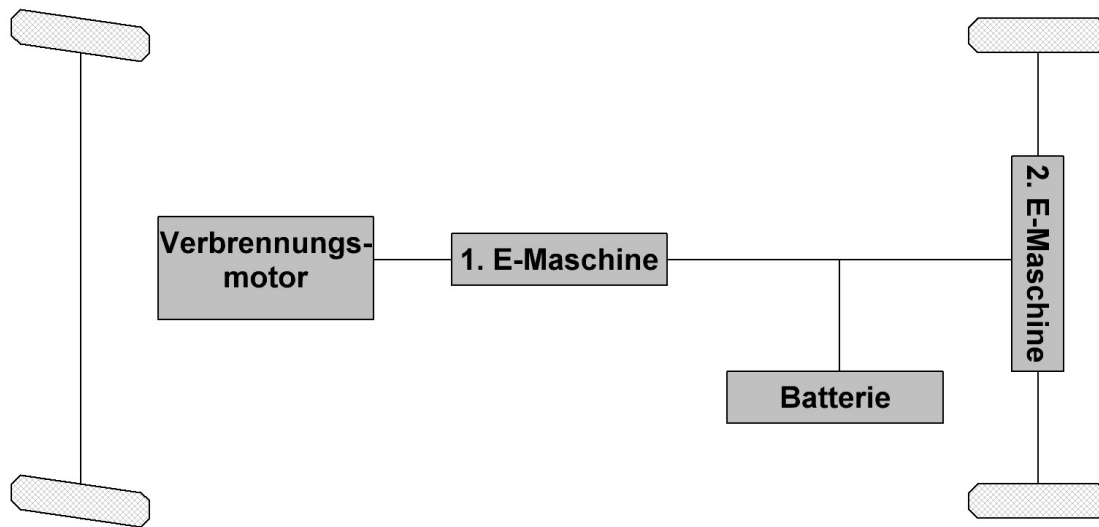 Verbrennungs-
motor
1. E-Maschine
2. E-Maschine
Batterie